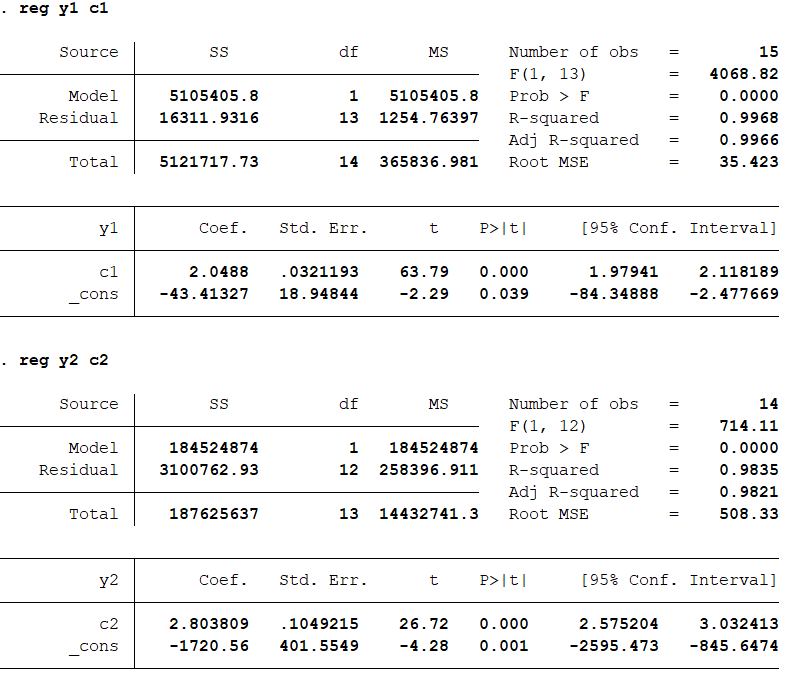 . reg y1 c1
Source SS df MS Number of obs = 15
F(1, 13) = 4068.82
Model 5105405.8 1 5105405.8 Prob > F = 0.0000
Residual 16311.9316 13 1254.76397 R-squared = 0.9968
Adj R-squared = 0.9966
Total 5121717.73 14 365836.981 Root MSE = 35.423
y1 Coef. Std. Err. t P>|t| [95% Conf. Interval]
c1 2.0488 .0321193 63.79 0.000 1.97941 2.118189
_cons -43.41327 18.94844 -2.29 0.039 -84.34888 -2.477669
. reg y2 c2
Source SS df MS Number of obs = 14
F(1, 12) = 714.11
Model 184524874 1 184524874 Prob > F = 0.0000
Residual 3100762.93 12 258396.911 R-squared = 0.9835
Adj R-squared = 0.9821
Total 187625637 13 14432741.3 Root MSE = 508.33
y2 Coef. Std. Err. t P>|t| [95% Conf. Interval]
c2 2.803809 .1049215 26.72 0.000 2.575204 3.032413
_cons -1720.56 401.5549 -4.28 0.001 -2595.473 -845.6474